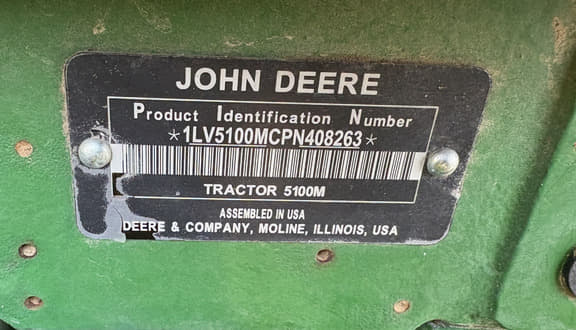 JOHN DEERE
Product Identification Number
*1LV5100MCPN408263*
TRACTOR 5100M
ASSEMBLED IN USA
DEERE & COMPANY, MOLINE, ILLINOIS, USA